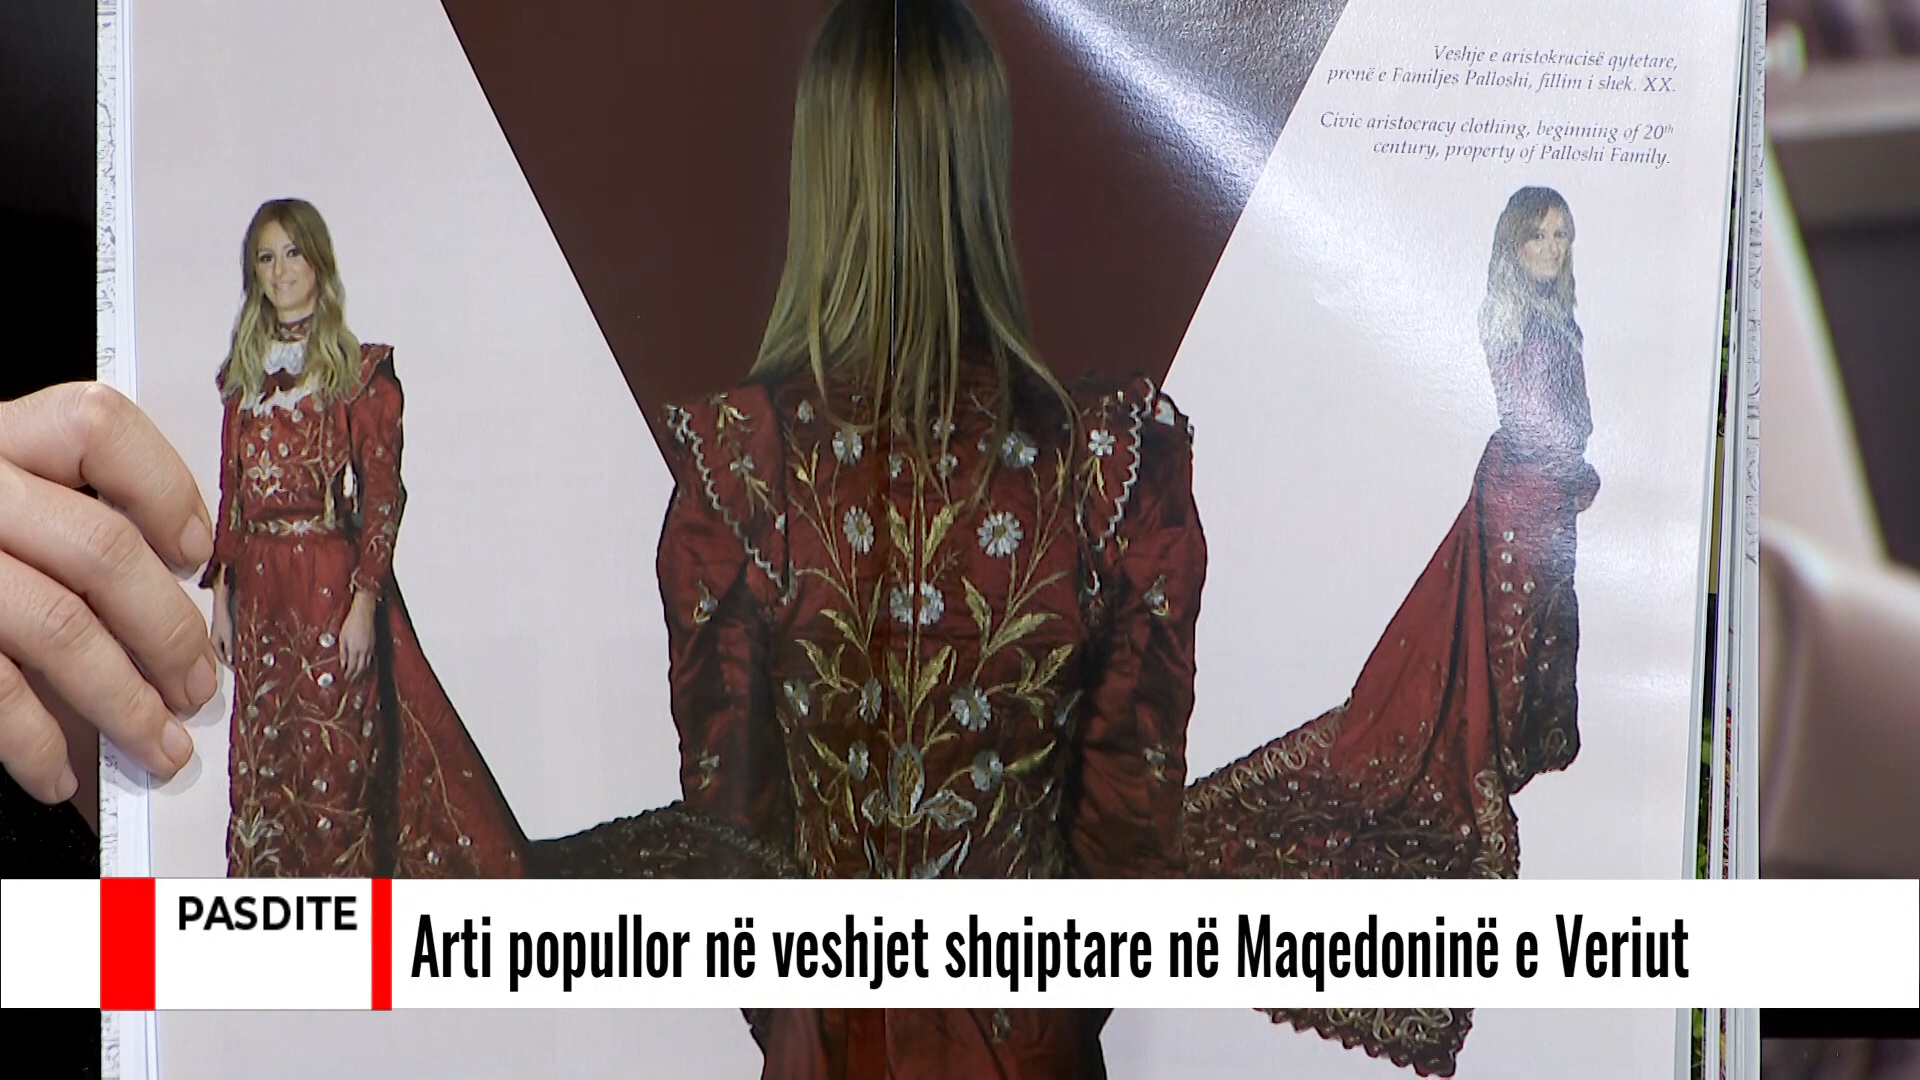 Veshje e aristokracisë qytetare,
pronë e Familjes Palloshi, fillim i shek. XX.
Civic aristocracy clothing, beginning of 20th
century, property of Palloshi Family.
PASDITE
Arti popullor në veshjet shqiptare në Maqedoninë e Veriut